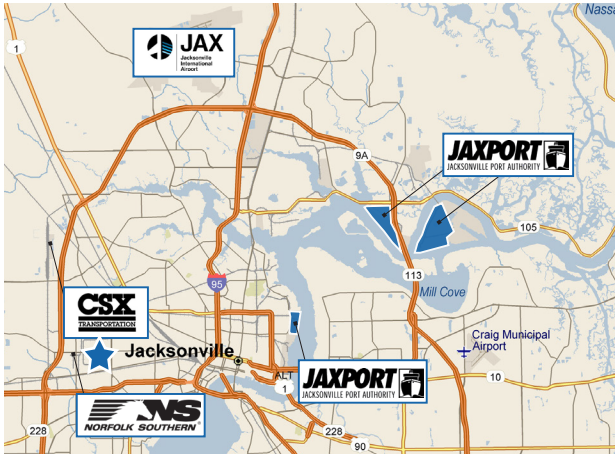 Nassa
1
JAX
Jacksonville
International
Airport
9A
JAXPORT
JACKSONVILLE PORT AUTHORITY
105
113
95
Mill Cove
CSX
TRANSPORTATION
Craig Municipal
Airport
Jacksonville
ALT
1
JAXPORT
JACKSONVILLE PORT AUTHORITY
10
NS
NORFOLK SOUTHERN®
228
228
90